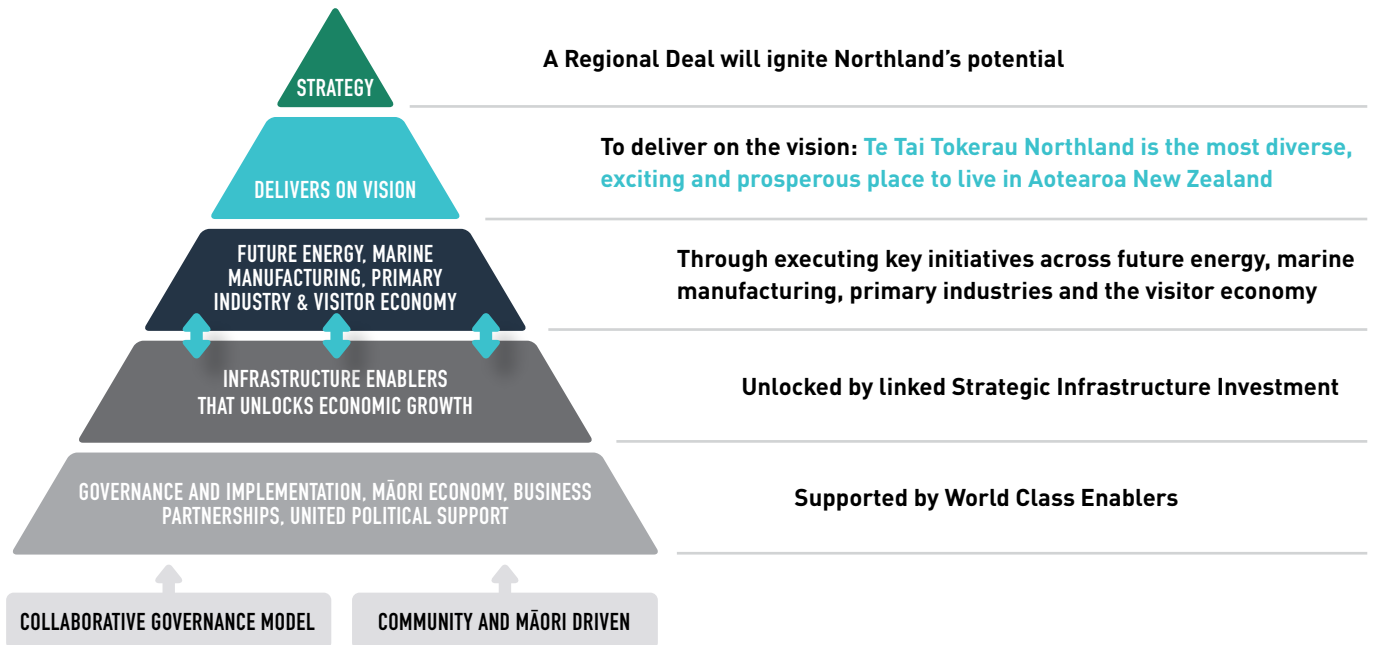 STRATEGY
A Regional Deal will ignite Northland's potential
DELIVERS ON VISION
To deliver on the vision: Te Tai Tokerau Northland is the most diverse,
exciting and prosperous place to live in Aotearoa New Zealand
FUTURE ENERGY, MARINE
MANUFACTURING, PRIMARY
INDUSTRY & VISITOR ECONOMY
Through executing key initiatives across future energy, marine
manufacturing, primary industries and the visitor economy
INFRASTRUCTURE ENABLERS
THAT UNLOCKS ECONOMIC GROWTH
Unlocked by linked Strategic Infrastructure Investment
GOVERNANCE AND IMPLEMENTATION, MĀORI ECONOMY, BUSINESS
PARTNERSHIPS, UNITED POLITICAL SUPPORT
Supported by World Class Enablers
COLLABORATIVE GOVERNANCE MODEL
COMMUNITY AND MĀORI DRIVEN